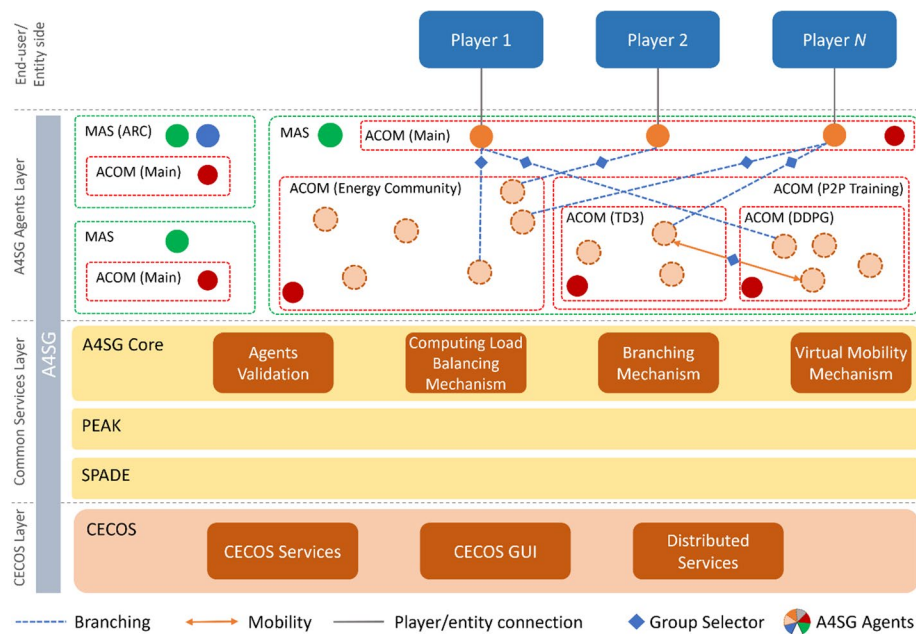 End-user/
Entity side
Player 1
Player 2
Player N
A4SG Agents Layer
MAS (ARC)
ACOM (Main)
MAS
ACOM (Main)
MAS
ACOM (Main)
ACOM (Energy Community)
ACOM (P2P Training)
ACOM (TD3)
ACOM (DDPG)
A4SG
Common Services Layer
A4SG Core
Agents
Validation
Computing Load
Balancing
Mechanism
Branching
Mechanism
Virtual Mobility
Mechanism
PEAK
SPADE
CECOS Layer
CECOS
CECOS Services
CECOS GUI
Distributed
Services
Branching
Mobility
Player/entity connection
Group Selector
A4SG Agents